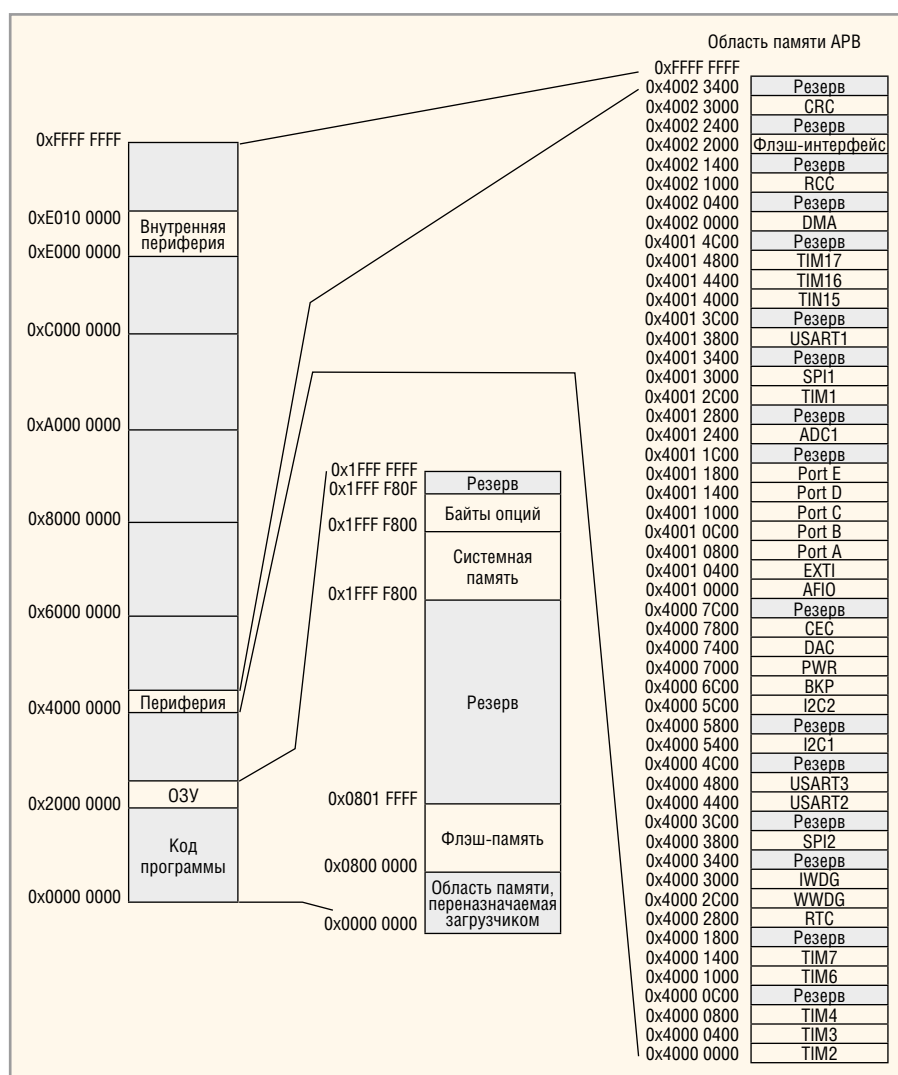 Область памяти APB
0xFFFF FFFF
0x4002 3400 Резерв
0x4002 3000 CRC
0x4002 2400 Резерв
0x4002 2000 Флэш-интерфейс
0x4002 1400 Резерв
0x4002 1000 RCC
0x4002 0400 Резерв
0x4002 0000 DMA
0x4001 4C00 Резерв
0x4001 4800 TIM17
0x4001 4400 TIM16
0x4001 4000 TIN15
0x4001 3C00 Резерв
0x4001 3800 USART1
0x4001 3400 Резерв
0x4001 3000 SPI1
0x4001 2C00 TIM1
0x4001 2800 Резерв
0x4001 2400 ADC1
0x4001 1C00 Резерв
0x4001 1800 Port E
0x4001 1400 Port D
0x4001 1000 Port C
0x4001 0C00 Port B
0x4001 0800 Port A
0x4001 0400 EXTI
0x4001 0000 AFIO
0x4000 7C00 Резерв
0x4000 7800 CEC
0x4000 7400 DAC
0x4000 7000 PWR
0x4000 6C00 BKP
0x4000 5C00 I2C2
0x4000 5800 Резерв
0x4000 5400 I2C1
0x4000 4C00 Резерв
0x4000 4800 USART3
0x4000 4400 USART2
0x4000 3C00 Резерв
0x4000 3800 SPI2
0x4000 3400 Резерв
0x4000 3000 IWDG
0x4000 2C00 WWDG
0x4000 2800 RTC
0x4000 1800 Резерв
0x4000 1400 TIM7
0x4000 1000 TIM6
0x4000 0C00 Резерв
0x4000 0800 TIM4
0x4000 0400 TIM3
0x4000 0000 TIM2
0xFFFF FFFF
0xE010 0000
Внутренняя
периферия
0xE000 0000
0xC000 0000
0xA000 0000
0x8000 0000
0x6000 0000
Периферия
0x4000 0000
ОЗУ
0x2000 0000
Код
программы
0x0000 0000
0x1FFF FFFF
Резерв
0x1FFF F80F
Байты опций
0x1FFF F800
Системная
память
0x1FFF F800
Резерв
0x0801 FFFF
Флэш-память
0x0800 0000
Область памяти,
переназначаемая
загрузчиком
0x0000 0000